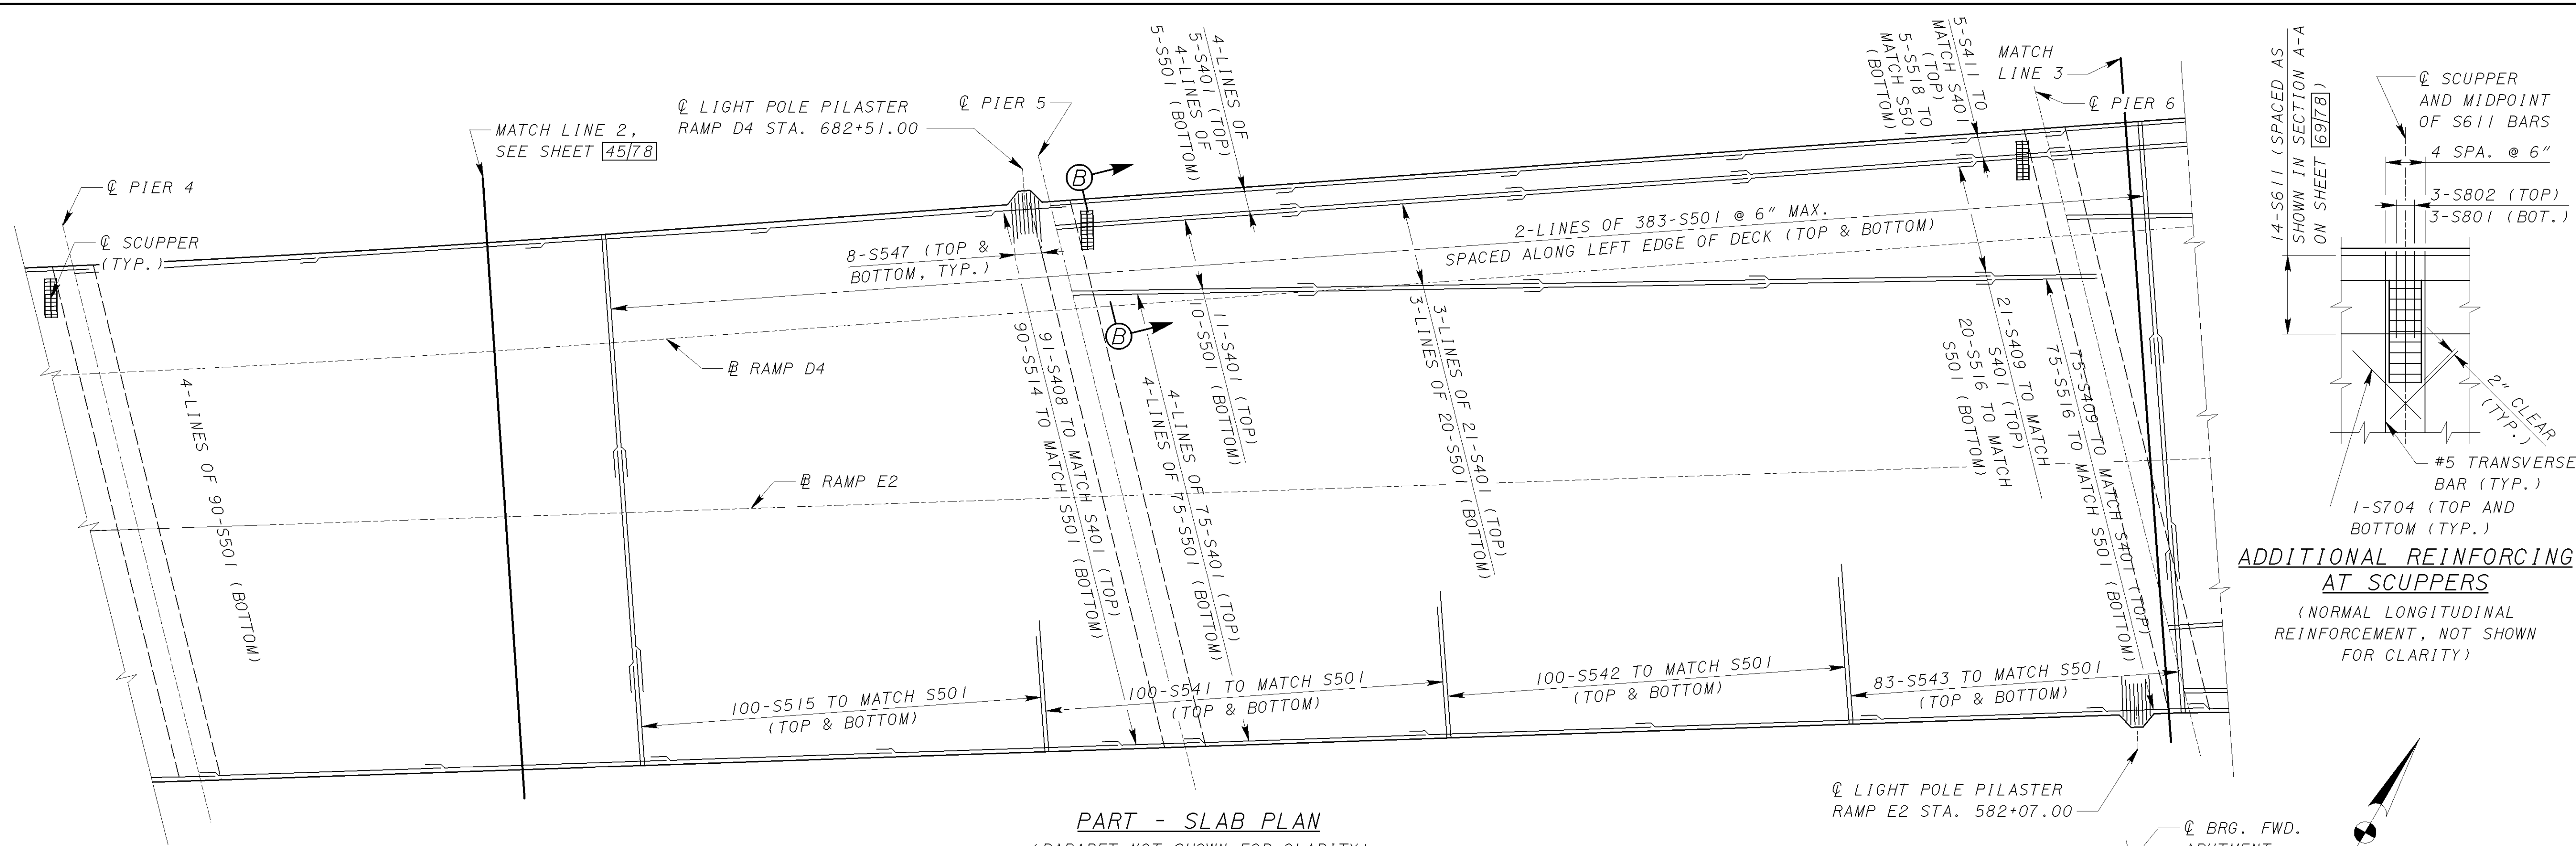 ℄ PIER 4
℄ SCUPPER
(TYP.)
MATCH LINE 2,
SEE SHEET 45/78
℄ LIGHT POLE PILASTER
RAMP D4 STA. 682+51.00
℄ PIER 5
B
B
4-LINES OF
5-S401 (TOP)
4-LINES OF
5-S501 (BOTTOM)
5-S411 TO
MATCH S401
(TOP)
5-S518 TO
MATCH S501
(BOTTOM)
MATCH
LINE 3
℄ PIER 6
8-S547 (TOP &
BOTTOM, TYP.)
2-LINES OF 383-S501 @ 6" MAX.
SPACED ALONG LEFT EDGE OF DECK (TOP & BOTTOM)
RAMP D4
RAMP E2
4-LINES OF 90-S501 (BOTTOM)
91-S408 TO MATCH S401 (TOP)
90-S514 TO MATCH S501 (BOTTOM)
11-S401 (TOP)
10-S501 (BOTTOM)
4-LINES OF 75-S401 (TOP)
4-LINES OF 75-S501 (BOTTOM)
3-LINES OF 21-S401 (TOP)
3-LINES OF 20-S501 (BOTTOM)
21-S409 TO MATCH
S401 (TOP)
20-S516 TO MATCH
S501 (BOTTOM)
75-S409 TO MATCH S401 (TOP)
75-S516 TO MATCH S501 (BOTTOM)
100-S515 TO MATCH S501
(TOP & BOTTOM)
100-S541 TO MATCH S501
(TOP & BOTTOM)
100-S542 TO MATCH S501
(TOP & BOTTOM)
83-S543 TO MATCH S501
(TOP & BOTTOM)
℄ LIGHT POLE PILASTER
RAMP E2 STA. 582+07.00
PART - SLAB PLAN
(PARAPET NOT SHOWN FOR CLARITY)
℄ BRG. FWD.
ABUTMENT
14-S611 (SPACED AS
SHOWN IN SECTION A-A
ON SHEET 69/78)
℄ SCUPPER
AND MIDPOINT
OF S611 BARS
4 SPA. @ 6"
3-S802 (TOP)
3-S801 (BOT.)
2" CLEAR
(TYP.)
#5 TRANSVERSE
BAR (TYP.)
1-S704 (TOP AND
BOTTOM (TYP.)
ADDITIONAL REINFORCING
AT SCUPPERS
(NORMAL LONGITUDINAL
REINFORCEMENT, NOT SHOWN
FOR CLARITY)